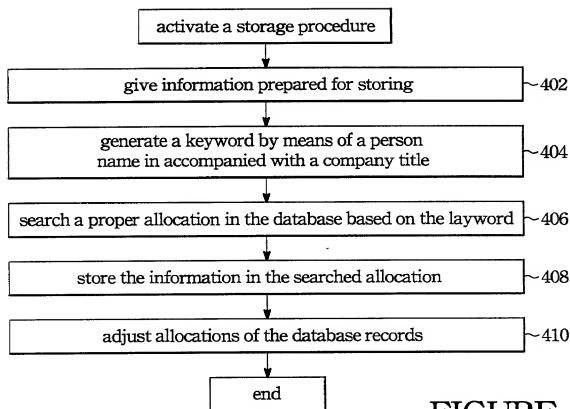 activate a storage procedure
give information prepared for storing
402
generate a keyword by means of a person
name in accompanied with a company title
404
search a proper allocation in the database based on the layword
406
store the information in the searched allocation
408
adjust allocations of the database records
410
end
FIGURE